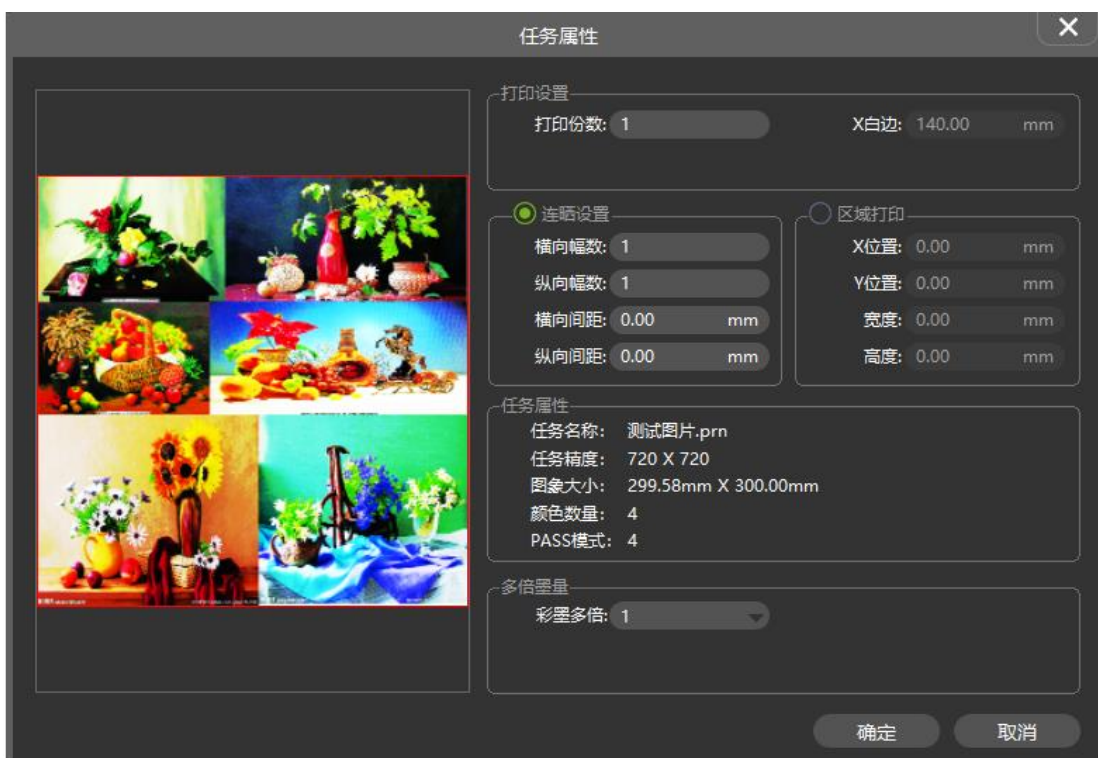 任务属性
打印设置
打印份数: 1 X白边: 140.00 mm
连晒设置
横向幅数: 1
纵向幅数: 1
横向间距: 0.00 mm
纵向间距: 0.00 mm
区域打印
X位置: 0.00 mm
Y位置: 0.00 mm
宽度: 0.00 mm
高度: 0.00 mm
任务属性
任务名称: 测试图片.prn
任务精度: 720 X 720
图象大小: 299.58mm X 300.00mm
颜色数量: 4
PASS模式: 4
多倍墨量
彩墨多倍: 1
确定 取消